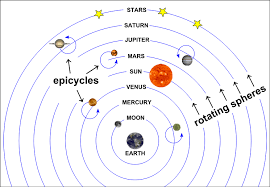 STARS
SATURN
JUPITER
MARS
epicycles
SUN
VENUS
rotating spheres
MERCURY
MOON
EARTH